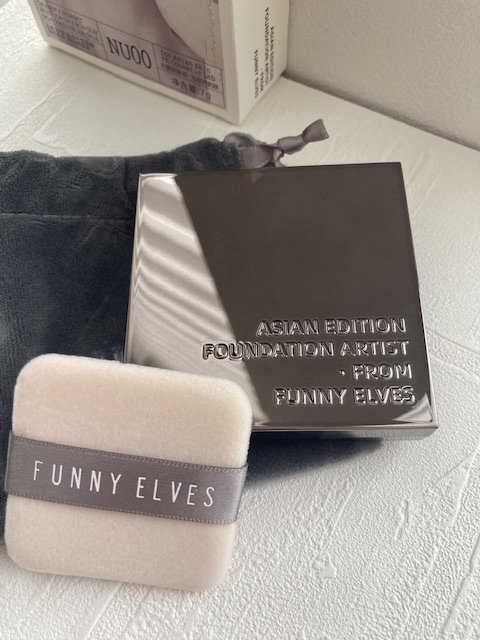 NU00
ASIAN EDITION
FOUNDATION ARTIST
· FROM
FUNNY ELVES
FUNNY ELVES